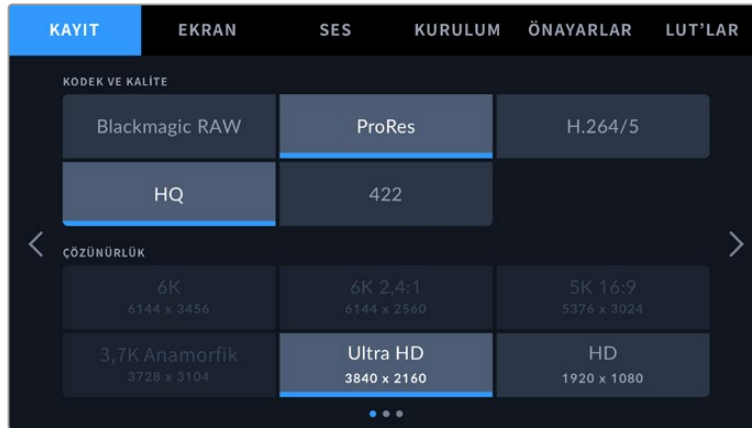 KAYIT EKRAN SES KURULUM ÖNAYARLAR LUT'LAR
KODEK VE KALİTE
Blackmagic RAW ProRes H.264/5
HQ 422
ÇÖZÜNÜRLÜK
6K 6K 2,4:1 5K 16:9
6144 x 3456 6144 x 2560 5376 x 3024
3,7K Anamorfik Ultra HD HD
3728 x 3104 3840 x 2160 1920 x 1080